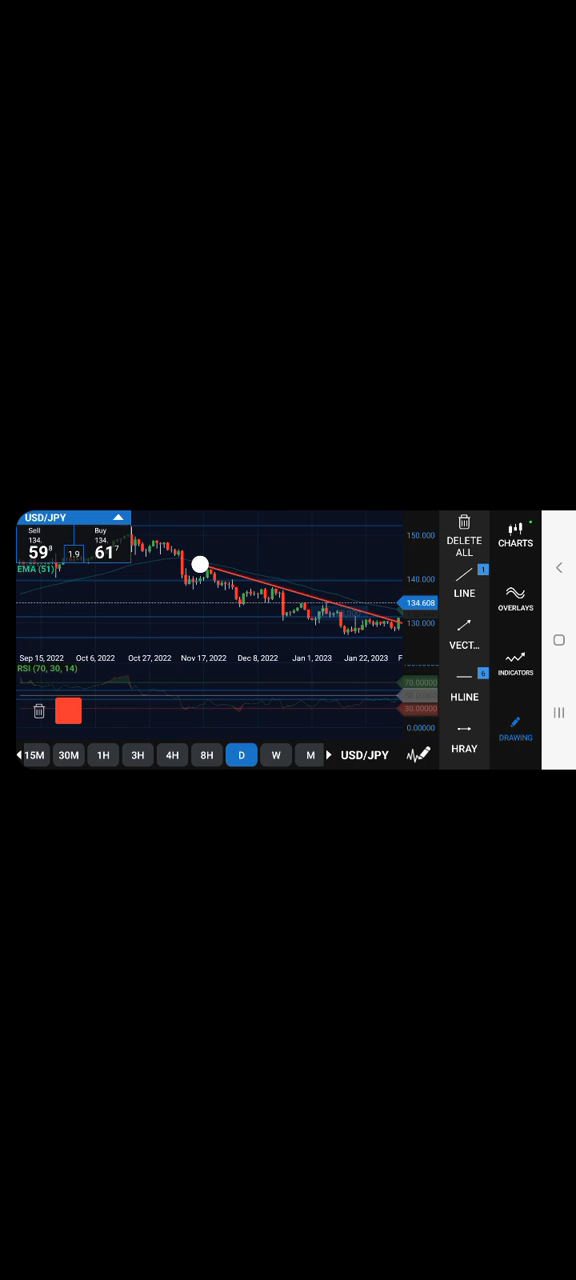 USD/JPY
Sell
134.
59⁸
1.9
Buy
134.
61⁷
EMA (51)
150.000
140.000
134.608
130.000
Sep 15, 2022 Oct 6, 2022 Oct 27, 2022 Nov 17, 2022 Dec 8, 2022 Jan 1, 2023 Jan 22, 2023 F
RSI (70, 30, 14)
70.00000
30.00000
0.00000
15M 30M 1H 3H 4H 8H D W M USD/JPY
DELETE
ALL
1
LINE
VECT...
6
HLINE
HRAY
CHARTS
OVERLAYS
INDICATORS
DRAWING